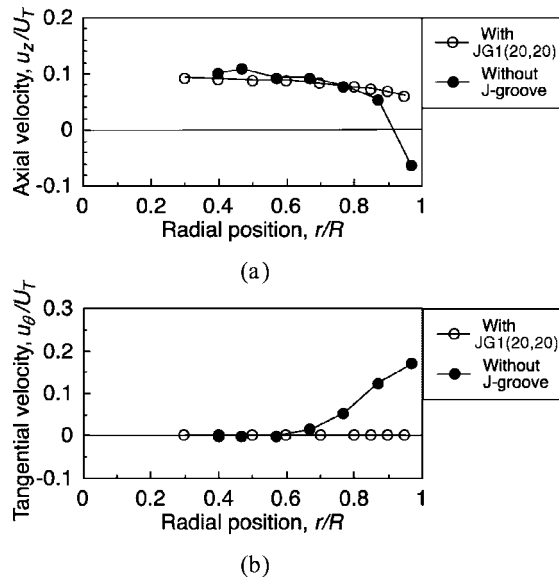 Axial velocity, u_z/U_T
0.2
0.1
0
-0.1
0
0.2
0.4
0.6
0.8
1
Radial position, r/R
With
JG1(20,20)
Without
J-groove
(a)
Tangential velocity, u_θ/U_T
0.3
0.2
0.1
0
-0.1
0
0.2
0.4
0.6
0.8
1
Radial position, r/R
With
JG1(20,20)
Without
J-groove
(b)